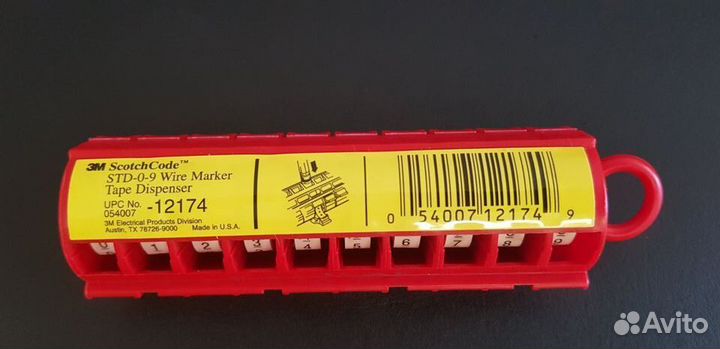 3M ScotchCode™
STD-0-9 Wire Marker
Tape Dispenser
UPC No. -12174
054007
3M Electrical Products Division
Austin, TX 78726-9000 Made in U.S.A.
0 54007 12174 9
0 1 2 3 4 5 6 7 8 9
Avito